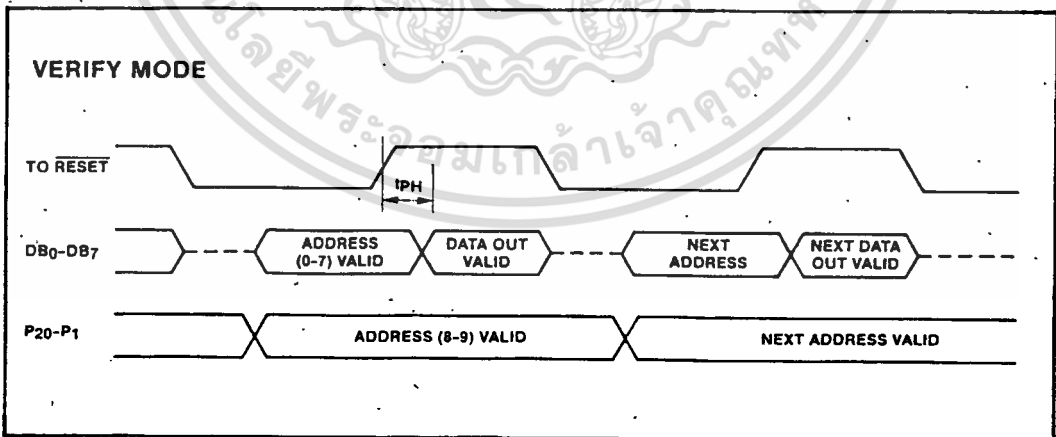 VERIFY MODE
TO RESET
tPH
DB0-DB7
ADDRESS
(0-7) VALID
DATA OUT
VALID
NEXT
ADDRESS
NEXT DATA
OUT VALID
P20-P1
ADDRESS (8-9) VALID
NEXT ADDRESS VALID